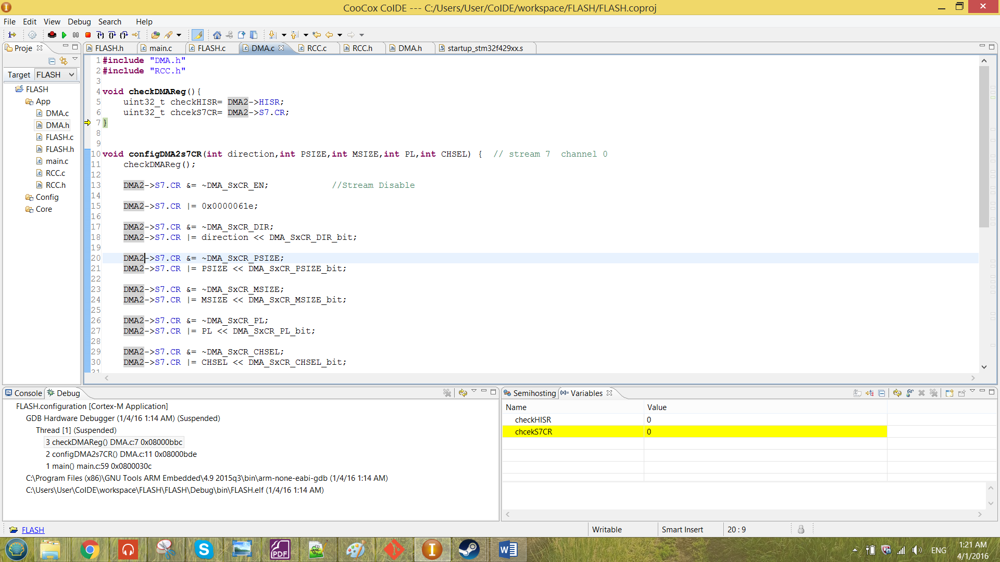 CooCox CoIDE --- C:/Users/User/CoIDE/workspace/FLASH/FLASH.coproj
File Edit View Debug Search Help
Proje
FLASH.h main.c FLASH.c DMA.c RCC.c RCC.h DMA.h startup_stm32f429xx.s
Target FLASH
FLASH
App
DMA.c
DMA.h
FLASH.c
FLASH.h
main.c
RCC.c
RCC.h
Config
Core
1 #include "DMA.h"
2 #include "RCC.h"
3
4 void checkDMAReg(){
5 uint32_t checkHISR= DMA2->HISR;
6 uint32_t chcekS7CR= DMA2->S7.CR;
7 }
8
9
10 void configDMA2s7CR(int direction,int PSIZE,int MSIZE,int PL,int CHSEL) { // stream 7 channel 0
11 checkDMAReg();
12
13 DMA2->S7.CR &= ~DMA_SxCR_EN; //Stream Disable
14
15 DMA2->S7.CR |= 0x0000061e;
16
17 DMA2->S7.CR &= ~DMA_SxCR_DIR;
18 DMA2->S7.CR |= direction << DMA_SxCR_DIR_bit;
19
20 DMA2->S7.CR &= ~DMA_SxCR_PSIZE;
21 DMA2->S7.CR |= PSIZE << DMA_SxCR_PSIZE_bit;
22
23 DMA2->S7.CR &= ~DMA_SxCR_MSIZE;
24 DMA2->S7.CR |= MSIZE << DMA_SxCR_MSIZE_bit;
25
26 DMA2->S7.CR &= ~DMA_SxCR_PL;
27 DMA2->S7.CR |= PL << DMA_SxCR_PL_bit;
28
29 DMA2->S7.CR &= ~DMA_SxCR_CHSEL;
30 DMA2->S7.CR |= CHSEL << DMA_SxCR_CHSEL_bit;
31
Console Debug
FLASH.configuration [Cortex-M Application]
GDB Hardware Debugger (1/4/16 1:14 AM) (Suspended)
Thread [1] (Suspended)
3 checkDMAReg() DMA.c:7 0x08000bbc
2 configDMA2s7CR() DMA.c:11 0x08000bde
1 main() main.c:59 0x0800030c
C:\Program Files (x86)\GNU Tools ARM Embedded\4.9 2015q3\bin\arm-none-eabi-gdb (1/4/16 1:14 AM)
C:\Users\User\CoIDE\workspace\FLASH\FLASH\Debug\bin\FLASH.elf (1/4/16 1:14 AM)
Semihosting Variables
Name Value
checkHISR 0
chcekS7CR 0
FLASH
Writable Smart Insert 20 : 9
PDF
ENG
1:21 AM
4/1/2016